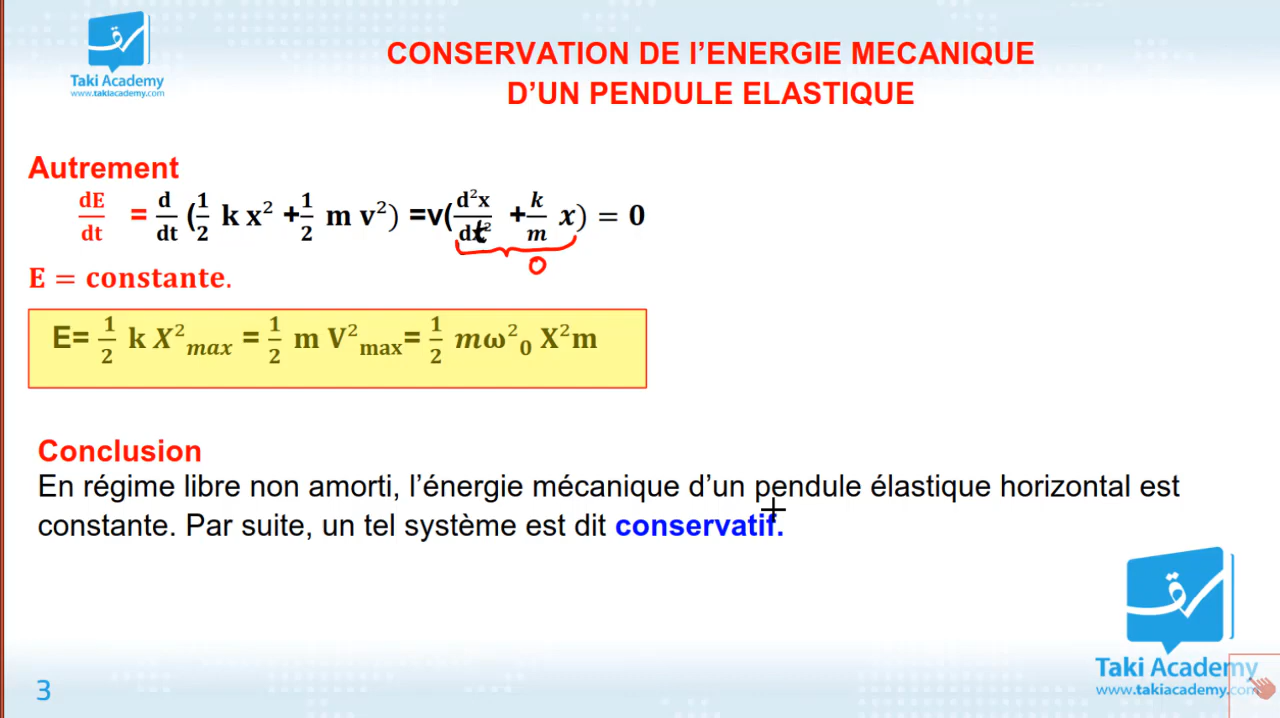 Taki Academy
www.takiacademy.com
CONSERVATION DE l’ENERGIE MECANIQUE
D’UN PENDULE ELASTIQUE
Autrement
dE/dt = d/dt (1/2 k x² + 1/2 m v²) =v(d²x/dt² + k/m x) = 0
0
E = constante.
E= 1/2 k X²max = 1/2 m V²max= 1/2 mω²0 X²m
Conclusion
En régime libre non amorti, l’énergie mécanique d’un pendule élastique horizontal est
constante. Par suite, un tel système est dit conservatif.
Taki Academy
www.takiacademy.com
3